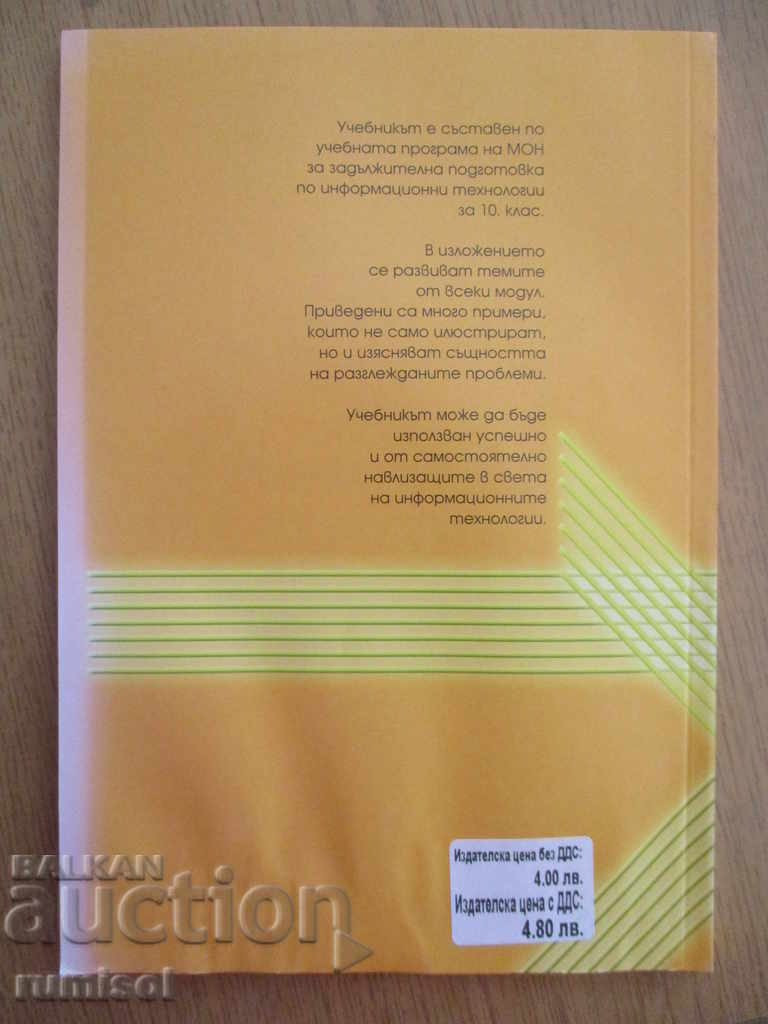 Учебникът е съставен по
учебната програма на МОН
за задължителна подготовка
по информационни технологии
за 10. клас.
В изложението
се развиват темите
от всеки модул.
Приведени са много примери,
които не само илюстрират,
но и изясняват същността
на разглежданите проблеми.
Учебникът може да бъде
използван успешно
и от самостоятелно
навлизащите в света
на информационните
технологии.
Издателска цена без ДДС:
4.00 лв.
Издателска цена с ДДС:
4.80 лв.
BALKAN
auction
rumisol